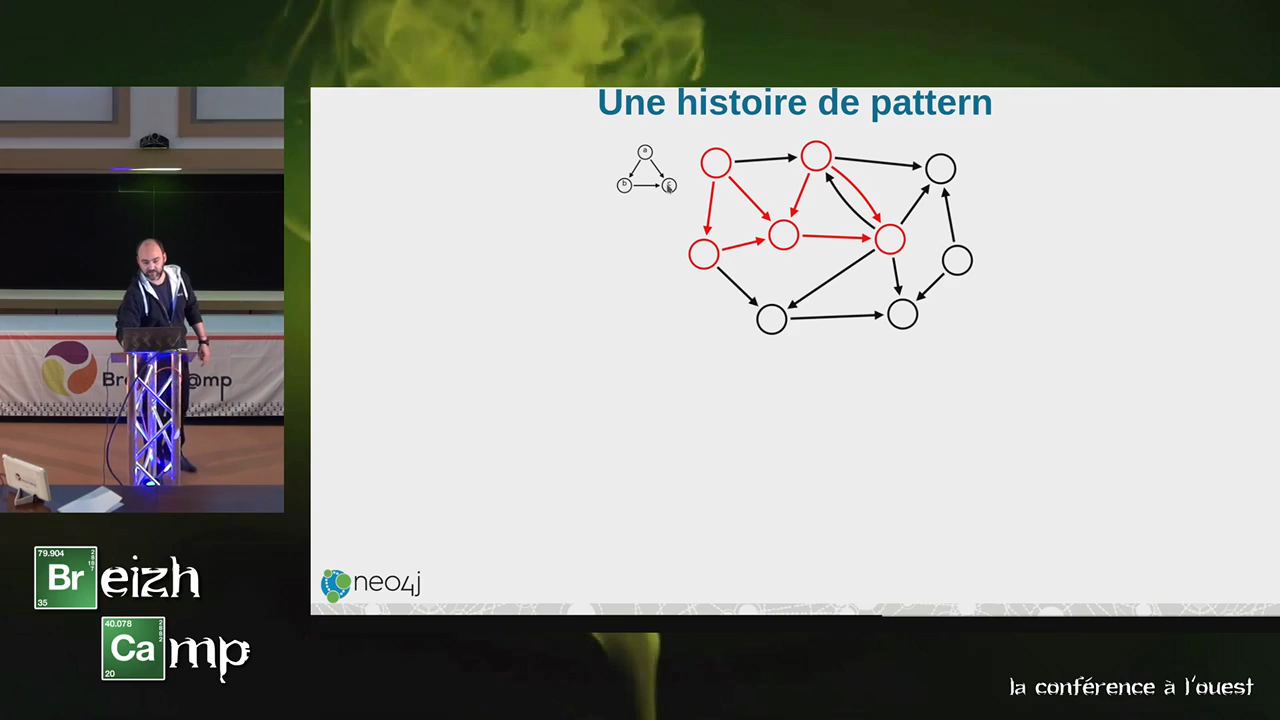 Une histoire de pattern
a
b
neo4j
79.904
Br
35
eizh
40.078
Ca
20
mp
la conférence à l'ouest